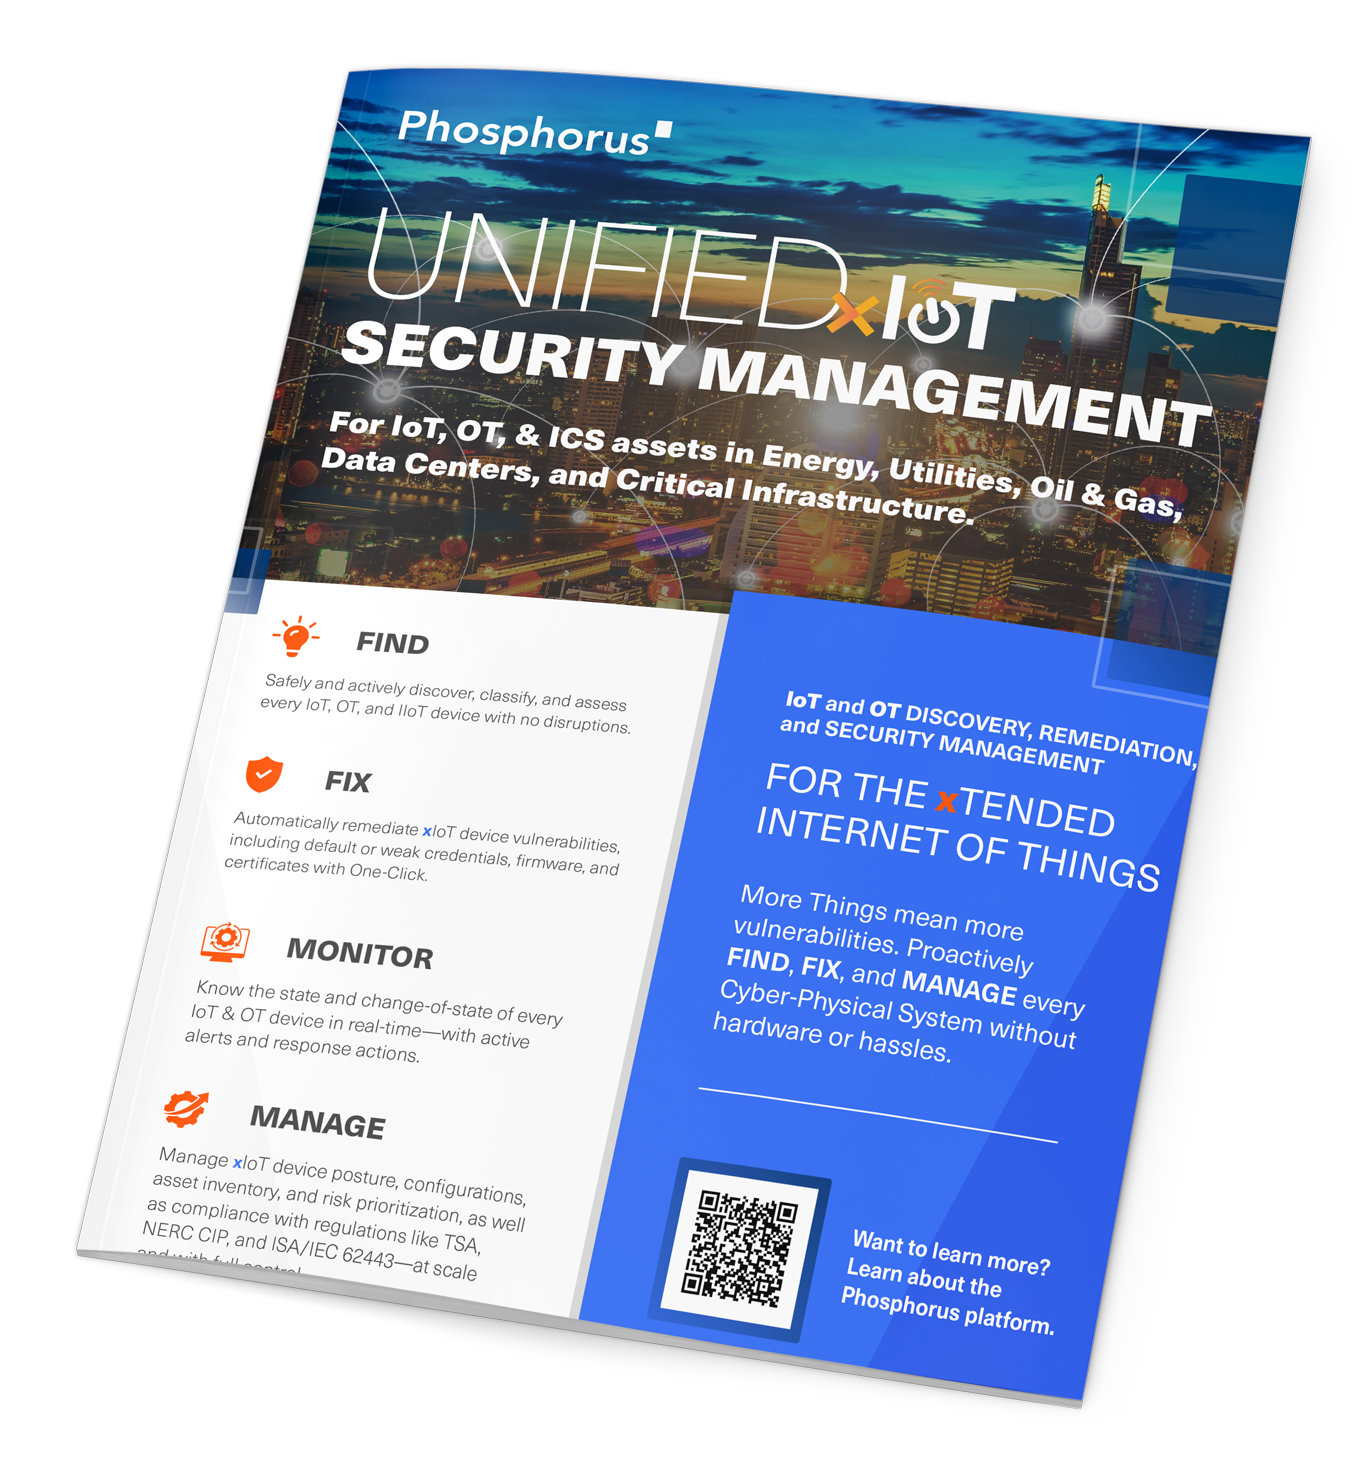 Phosphorus
UNIFIED xIoT
SECURITY MANAGEMENT
For IoT, OT, & ICS assets in Energy, Utilities, Oil & Gas,
Data Centers, and Critical Infrastructure.
FIND
Safely and actively discover, classify, and assess
every IoT, OT, and IIoT device with no disruptions.
FIX
Automatically remediate xIoT device vulnerabilities,
including default or weak credentials, firmware, and
certificates with One-Click.
MONITOR
Know the state and change-of-state of every
IoT & OT device in real-time—with active
alerts and response actions.
MANAGE
Manage xIoT device posture, configurations,
asset inventory, and risk prioritization, as well
as compliance with regulations like TSA,
NERC CIP, and ISA/IEC 62443—at scale
and with full control.
IoT and OT DISCOVERY, REMEDIATION,
and SECURITY MANAGEMENT
FOR THE xTENDED
INTERNET OF THINGS
More Things mean more
vulnerabilities. Proactively
FIND, FIX, and MANAGE every
Cyber-Physical System without
hardware or hassles.
Want to learn more?
Learn about the
Phosphorus platform.